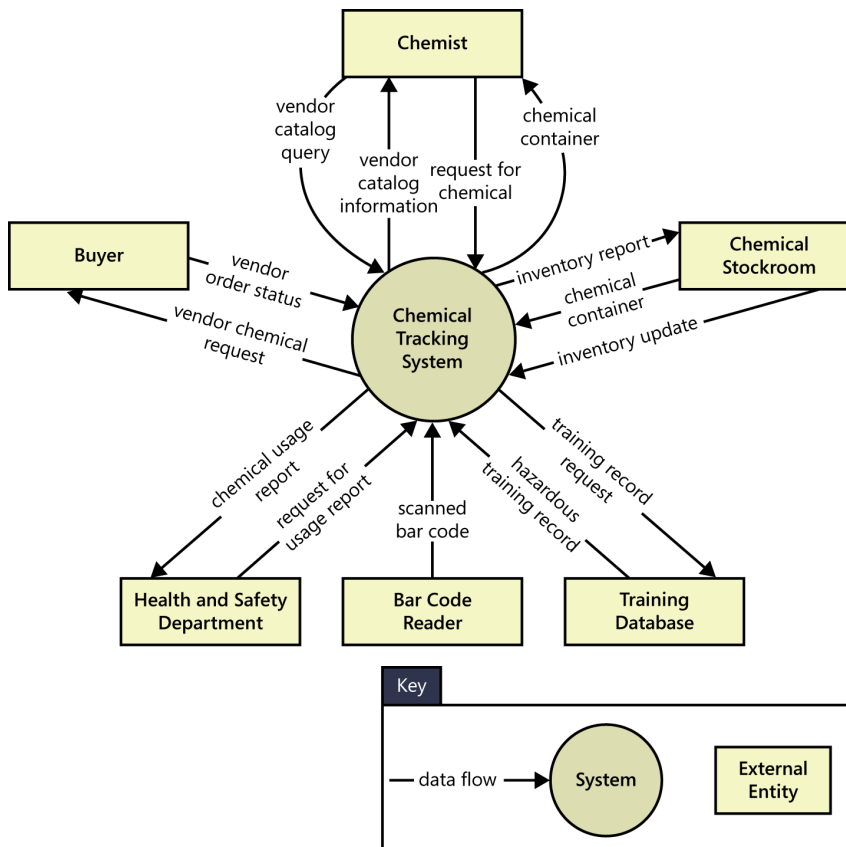 Chemist
vendor
catalog
query
vendor
catalog
information
request for
chemical
chemical
container
Buyer
vendor
order status
vendor chemical
request
Chemical
Tracking
System
inventory report
chemical
container
inventory update
Chemical
Stockroom
chemical usage
report
request for
usage report
scanned
bar code
hazardous
training record
training record
request
Health and Safety
Department
Bar Code
Reader
Training
Database
Key
data flow
System
External
Entity